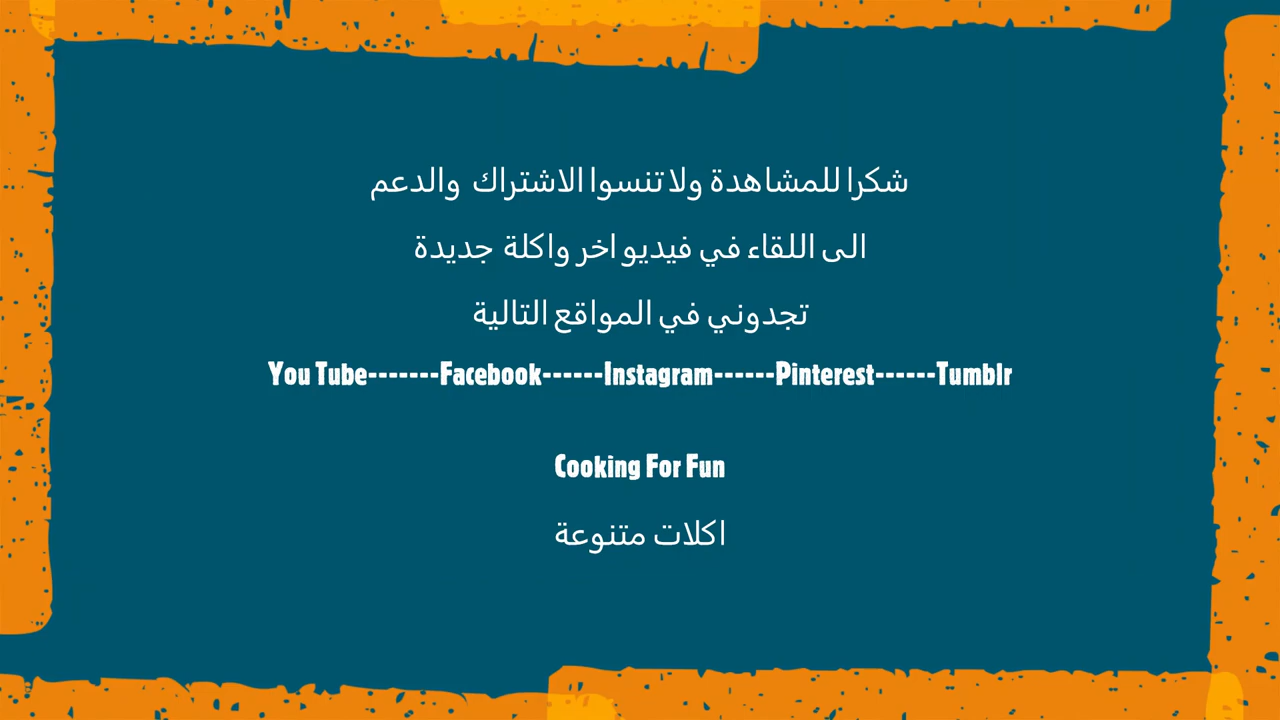 شكرا للمشاهدة ولا تنسوا الاشتراك والدعم
الى اللقاء في فيديو اخر واكلة جديدة
تجدوني في المواقع التالية
You Tube-------Facebook------Instagram------Pinterest------Tumblr
Cooking For Fun
اكلات متنوعة